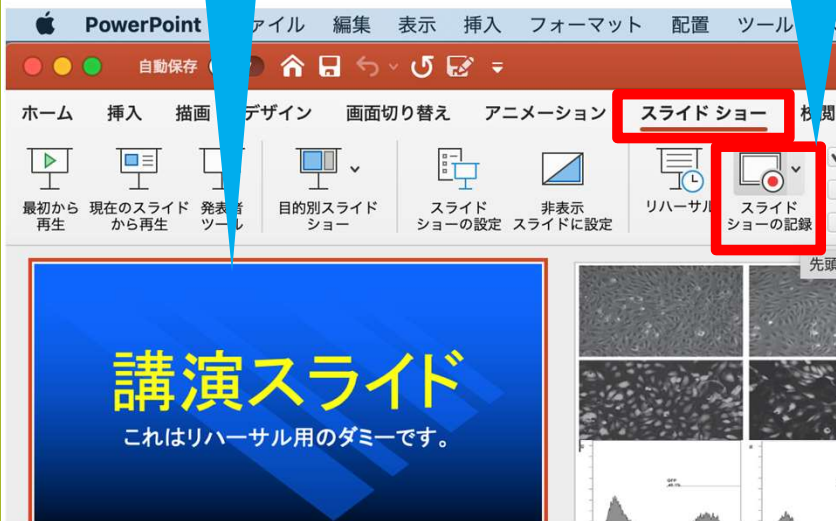 PowerPoint ァイル 編集 表示 挿入 フォーマット 配置 ツール
自動保存
ホーム 挿入 描画 デザイン 画面切り替え アニメーション スライド ショー 校閲
最初から 現在のスライド 発表者 目的別スライド スライド 非表示 リハーサル スライド
再生 から再生 ツール ショー ショーの設定 スライドに設定 ショーの記録
先頭
講演スライド
これはリハーサル用のダミーです。